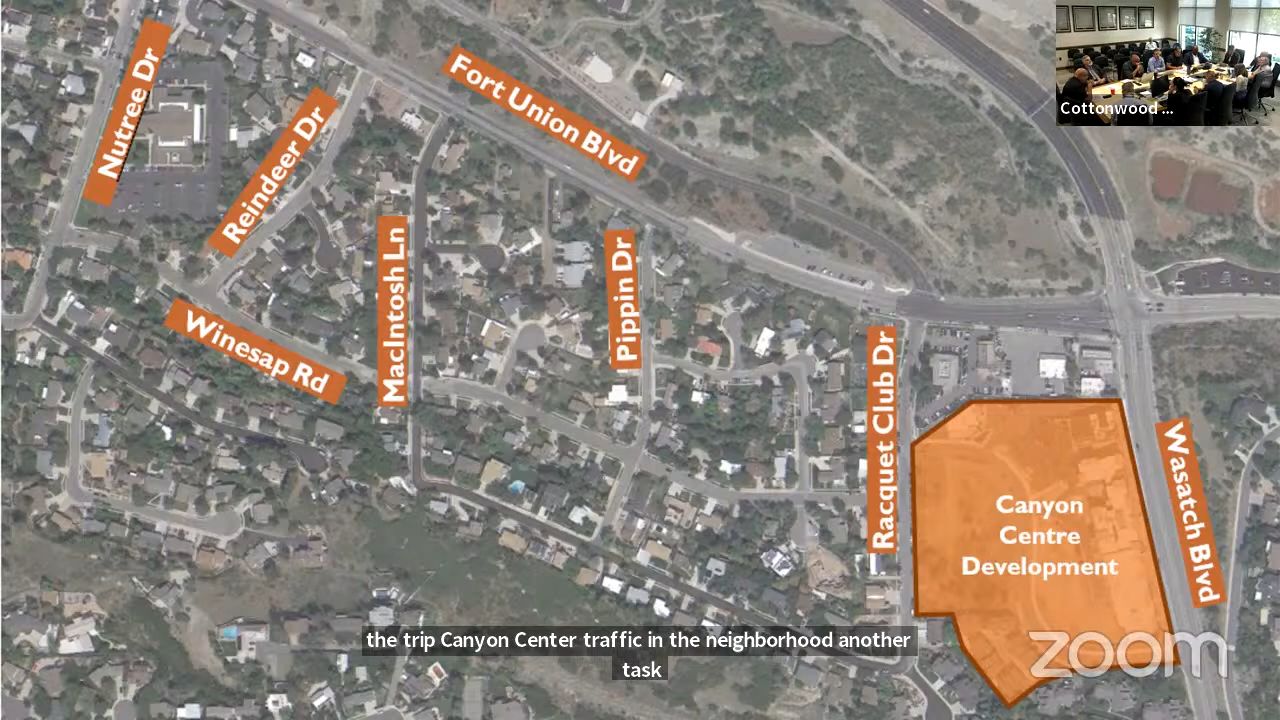 Nutree Dr
Reindeer Dr
Fort Union Blvd
Cottonwood ...
MacIntosh Ln
Pippin Dr
Winesap Rd
Racquet Club Dr
Wasatch Blvd
Canyon
Centre
Development
the trip Canyon Center traffic in the neighborhood another
task
zoom